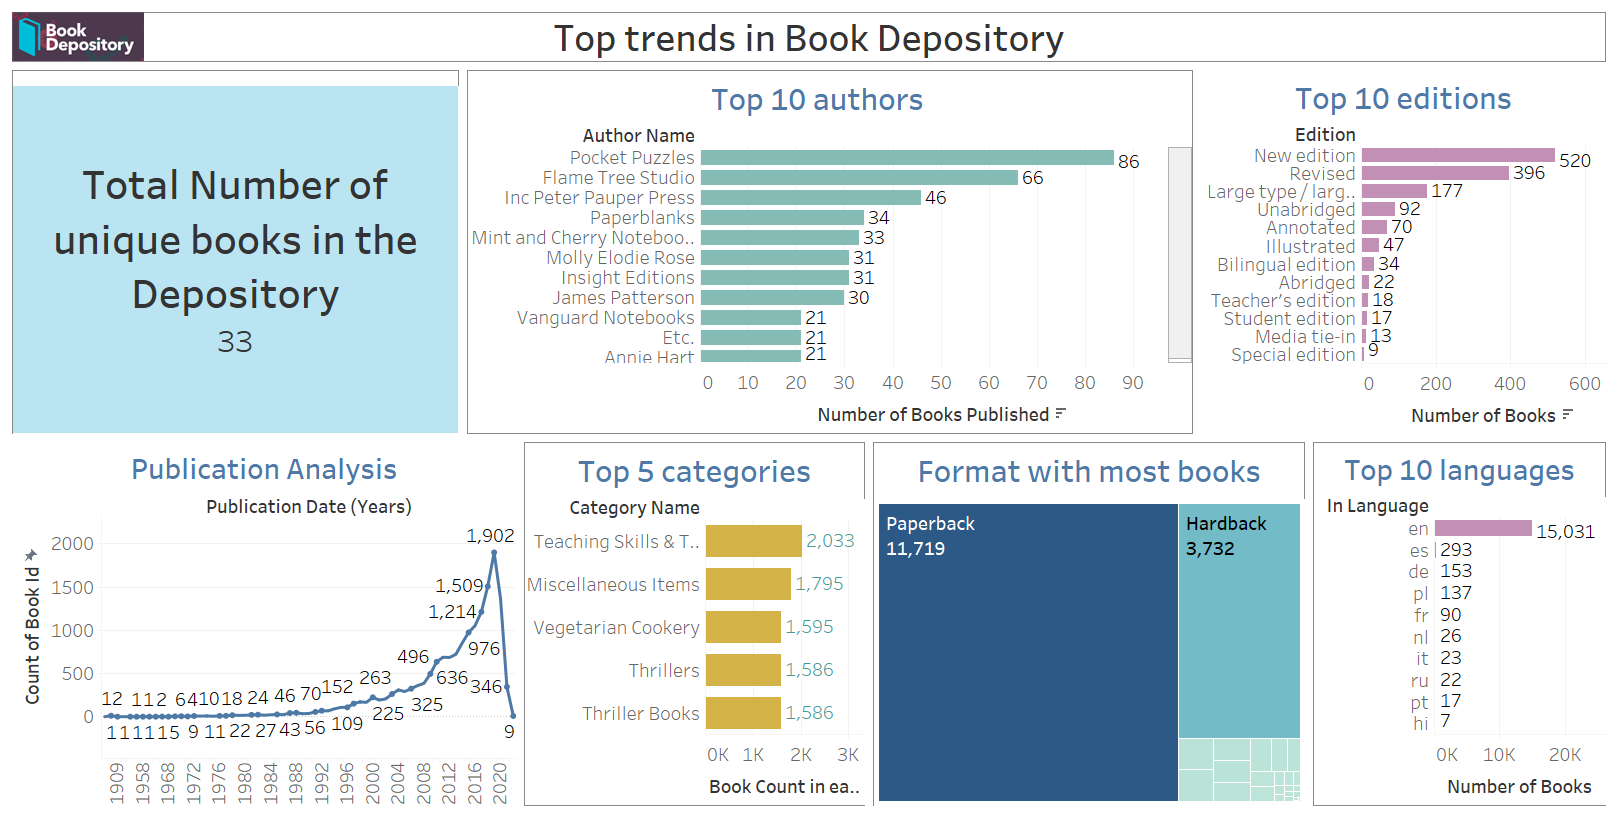 Book
Depository
Top trends in Book Depository
Total Number of
unique books in the
Depository
33
Top 10 authors
Author Name
Pocket Puzzles 86
Flame Tree Studio 66
Inc Peter Pauper Press 46
Paperblanks 34
Mint and Cherry Noteboo.. 33
Molly Elodie Rose 31
Insight Editions 31
James Patterson 30
Vanguard Notebooks 21
Etc. 21
Annie Hart 21
0 10 20 30 40 50 60 70 80 90
Number of Books Published
Top 10 editions
Edition
New edition 520
Revised 396
Large type / larg.. 177
Unabridged 92
Annotated 70
Illustrated 47
Bilingual edition 34
Abridged 22
Teacher's edition 18
Student edition 17
Media tie-in 13
Special edition 9
0 200 400 600
Number of Books
Publication Analysis
Publication Date (Years)
Count of Book Id
2000
1500
1000
500
0
1,902
1,509
1,214
976
496
636
346
263
325
225
12 11 2 6 4 10 18 24 46 70 152
1 1 1 1 1 5 9 11 22 27 43 56 109
9
1909 1958 1968 1972 1976 1980 1984 1988 1992 1996 2000 2004 2008 2012 2016 2020
Top 5 categories
Category Name
Teaching Skills & T.. 2,033
Miscellaneous Items 1,795
Vegetarian Cookery 1,595
Thrillers 1,586
Thriller Books 1,586
0K 1K 2K 3K
Book Count in ea..
Format with most books
Paperback
11,719
Hardback
3,732
Top 10 languages
In Language
en 15,031
es 293
de 153
pl 137
fr 90
nl 26
it 23
ru 22
pt 17
hi 7
0K 10K 20K
Number of Books